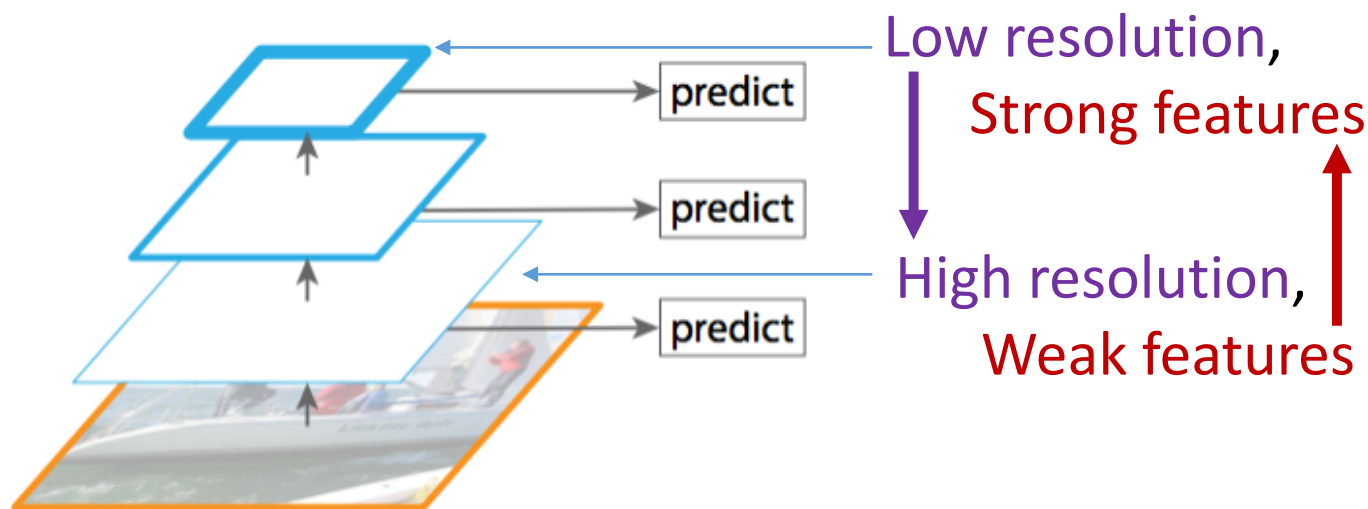 Low resolution,
predict
Strong features
predict
High resolution,
predict
Weak features